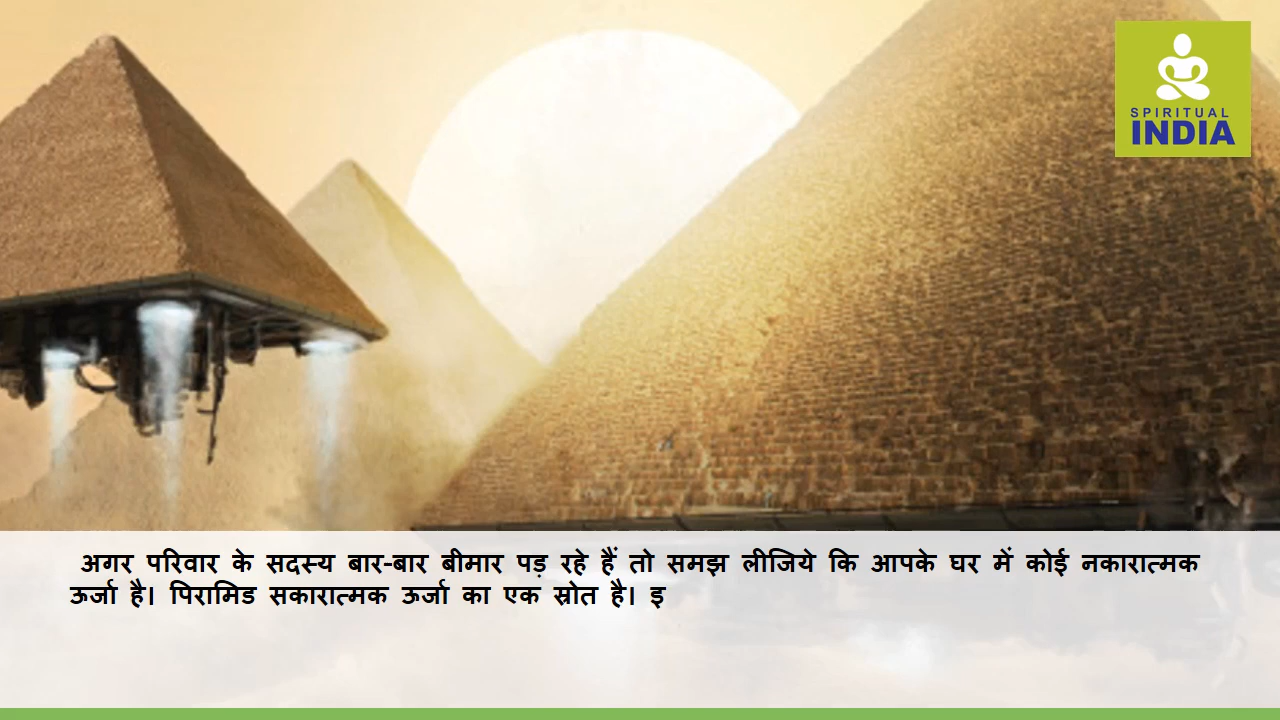 SPIRITUAL
INDIA
अगर परिवार के सदस्य बार-बार बीमार पड़ रहे हैं तो समझ लीजिये कि आपके घर में कोई नकारात्मक
ऊर्जा है। पिरामिड सकारात्मक ऊर्जा का एक स्रोत है। इ